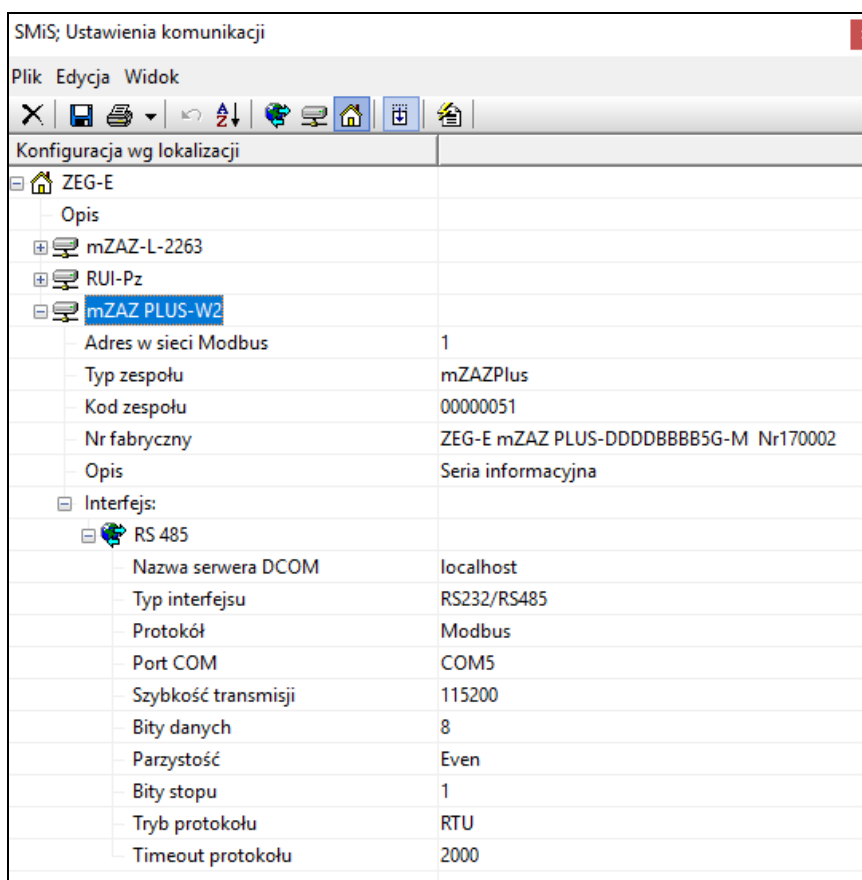 SMiS; Ustawienia komunikacji
Plik Edycja Widok
Konfiguracja wg lokalizacji
ZEG-E
Opis
mZAZ-L-2263
RUI-Pz
mZAZ PLUS-W2
Adres w sieci Modbus 1
Typ zespołu mZAZPlus
Kod zespołu 00000051
Nr fabryczny ZEG-E mZAZ PLUS-DDDDBBBB5G-M Nr170002
Opis Seria informacyjna
Interfejs:
RS 485
Nazwa serwera DCOM localhost
Typ interfejsu RS232/RS485
Protokół Modbus
Port COM COM5
Szybkość transmisji 115200
Bity danych 8
Parzystość Even
Bity stopu 1
Tryb protokołu RTU
Timeout protokołu 2000